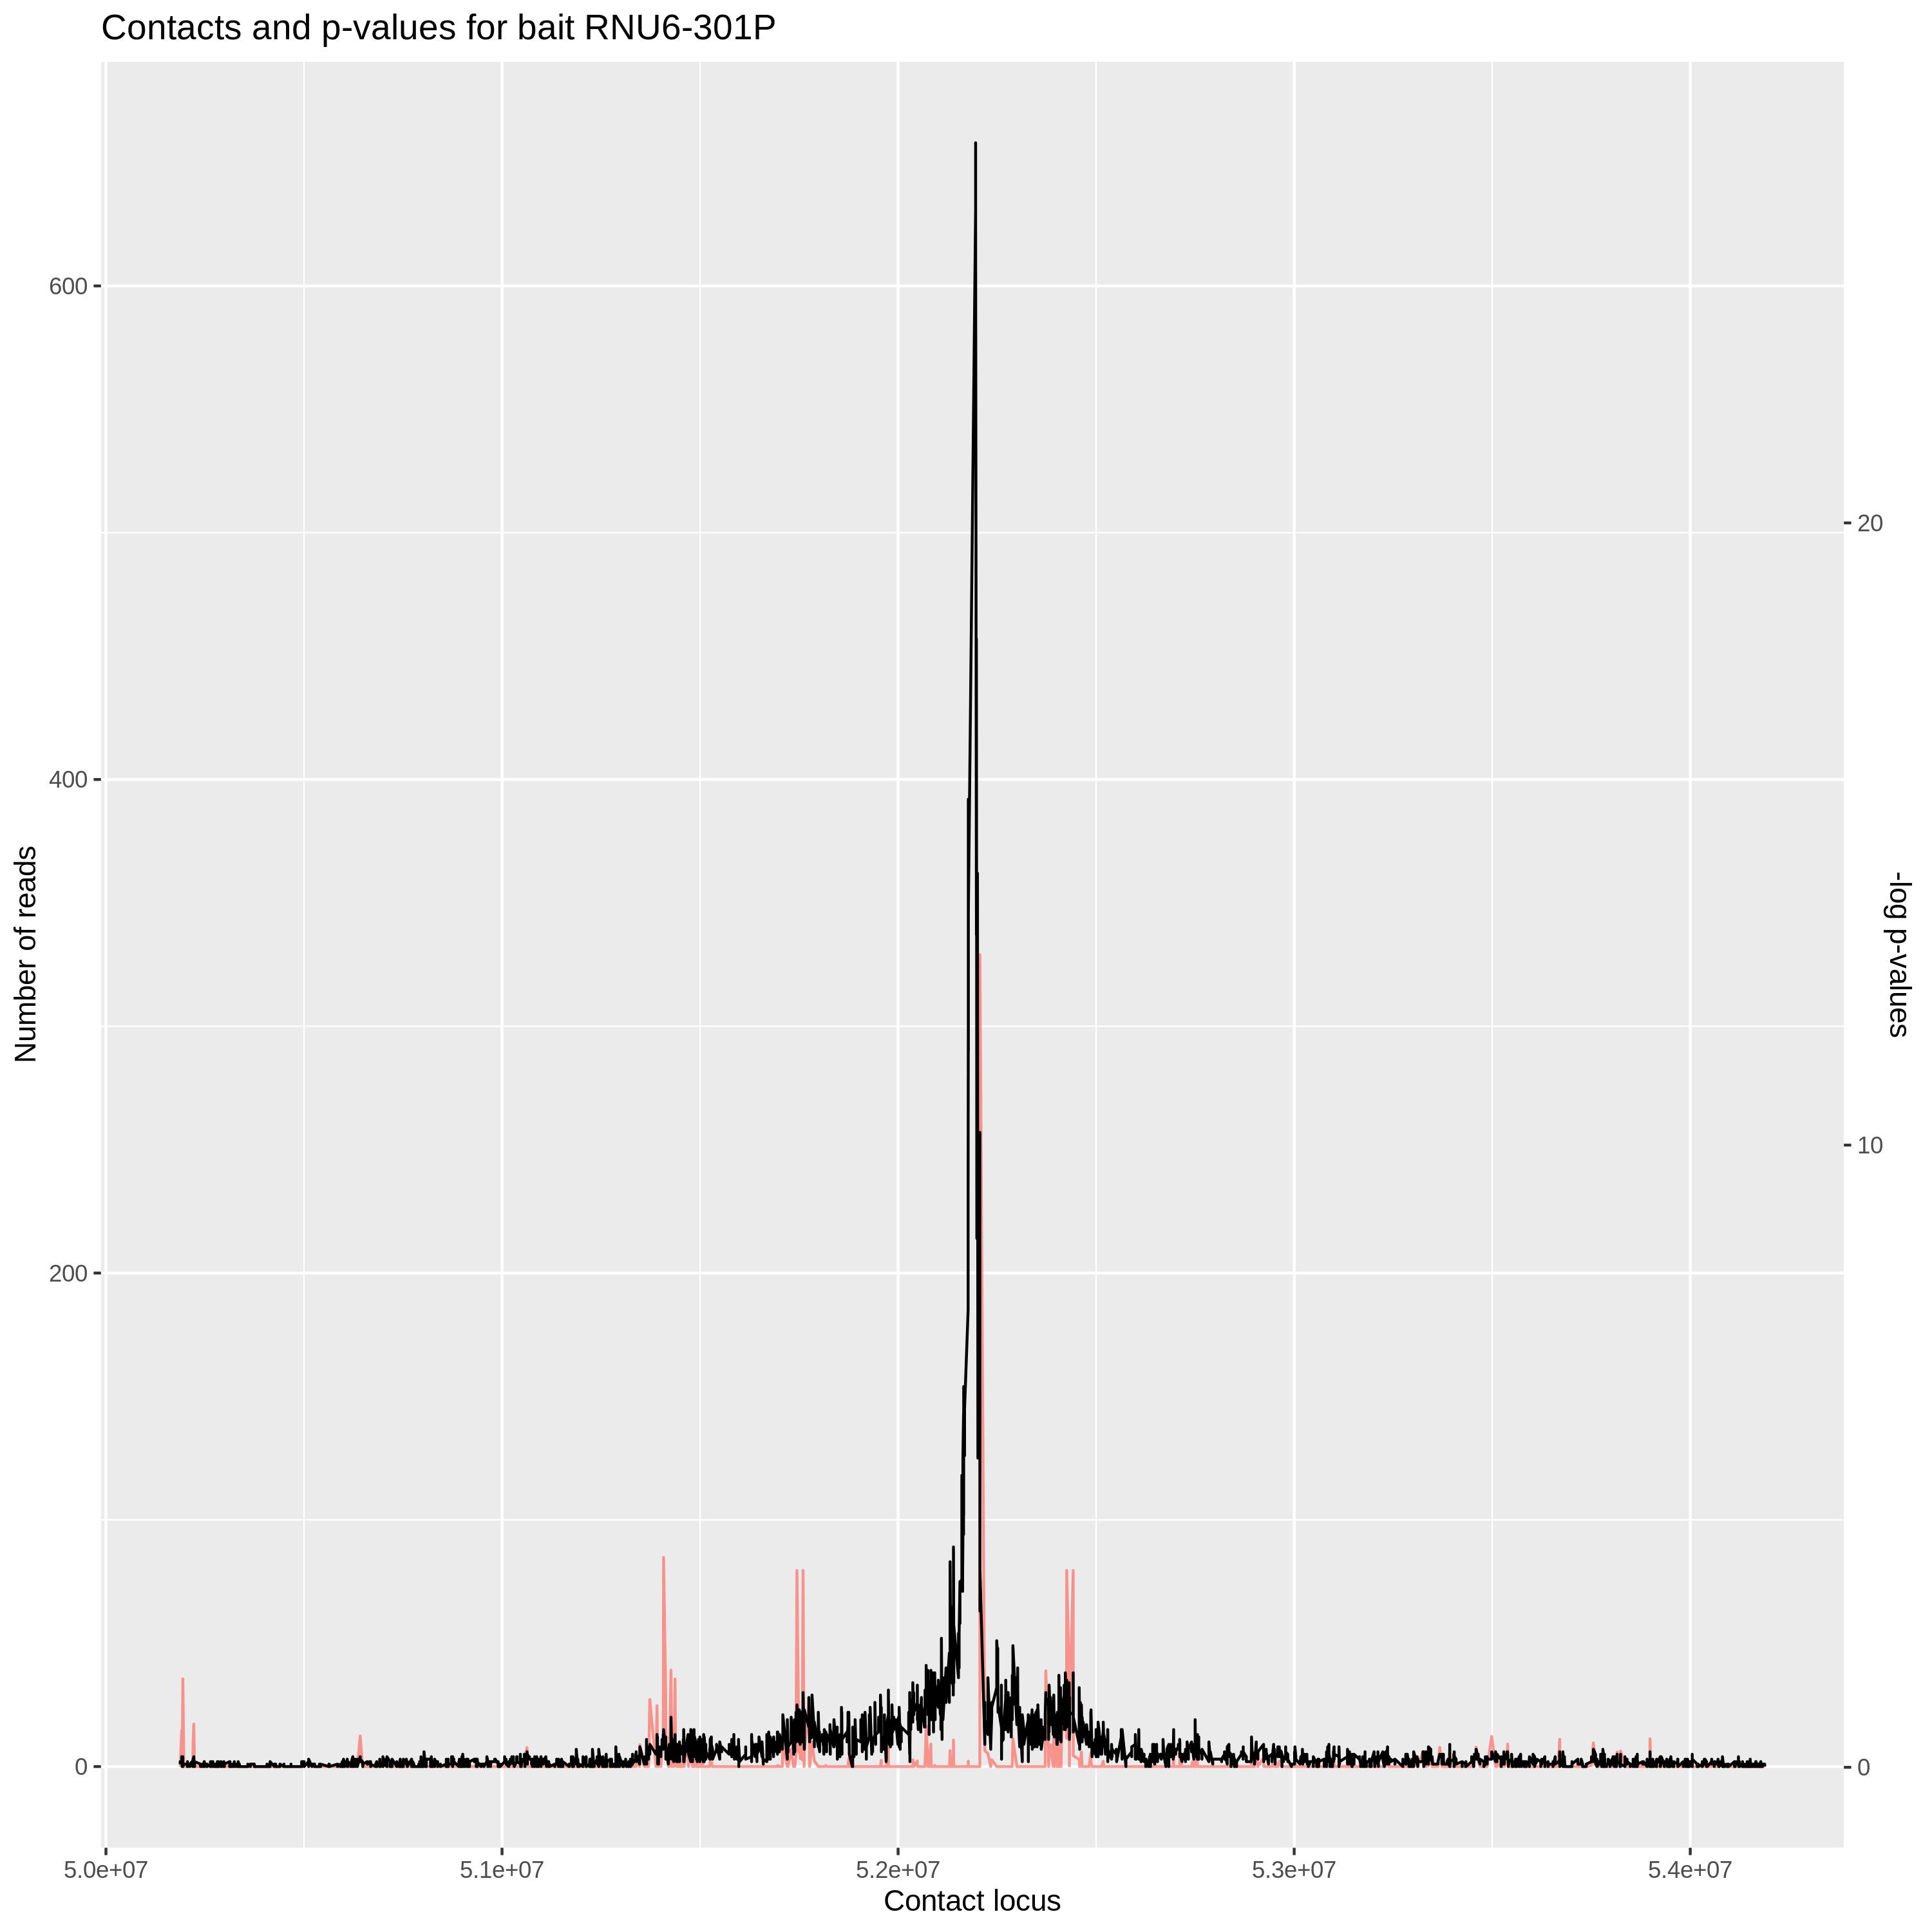 Contacts and p-values for bait RNU6-301P
600
400
200
0
Number of reads
20
10
0
-log p-values
5.0e+07
5.1e+07
5.2e+07
5.3e+07
5.4e+07
Contact locus